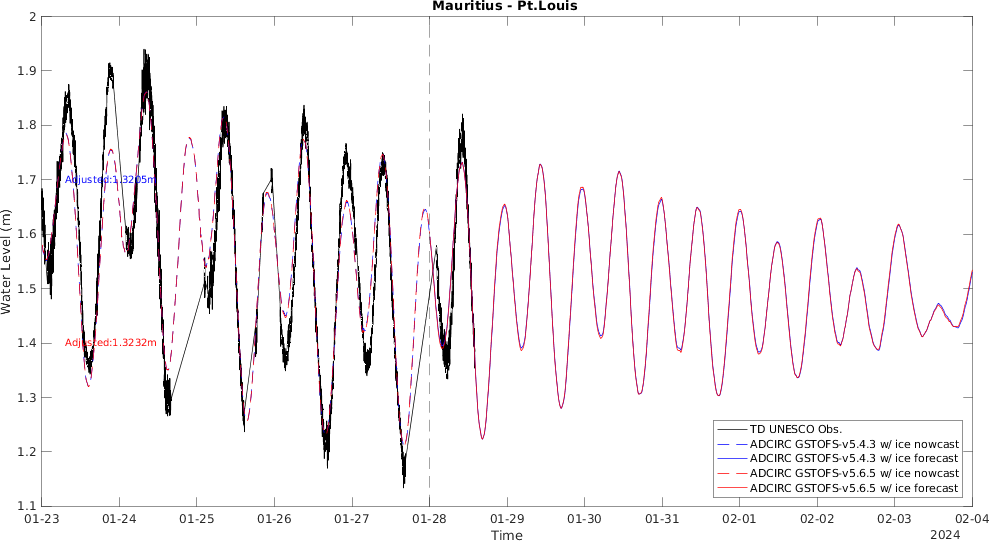 Mauritius - Pt.Louis
2
1.9
1.8
1.7
1.6
1.5
1.4
1.3
1.2
1.1
Water Level (m)
Adjusted:1.3205m
Adjusted:1.3232m
TD UNESCO Obs.
ADCIRC GSTOFS-v5.4.3 w/ ice nowcast
ADCIRC GSTOFS-v5.4.3 w/ ice forecast
ADCIRC GSTOFS-v5.6.5 w/ ice nowcast
ADCIRC GSTOFS-v5.6.5 w/ ice forecast
01-23 01-24 01-25 01-26 01-27 01-28 01-29 01-30 01-31 02-01 02-02 02-03 02-04
Time
2024